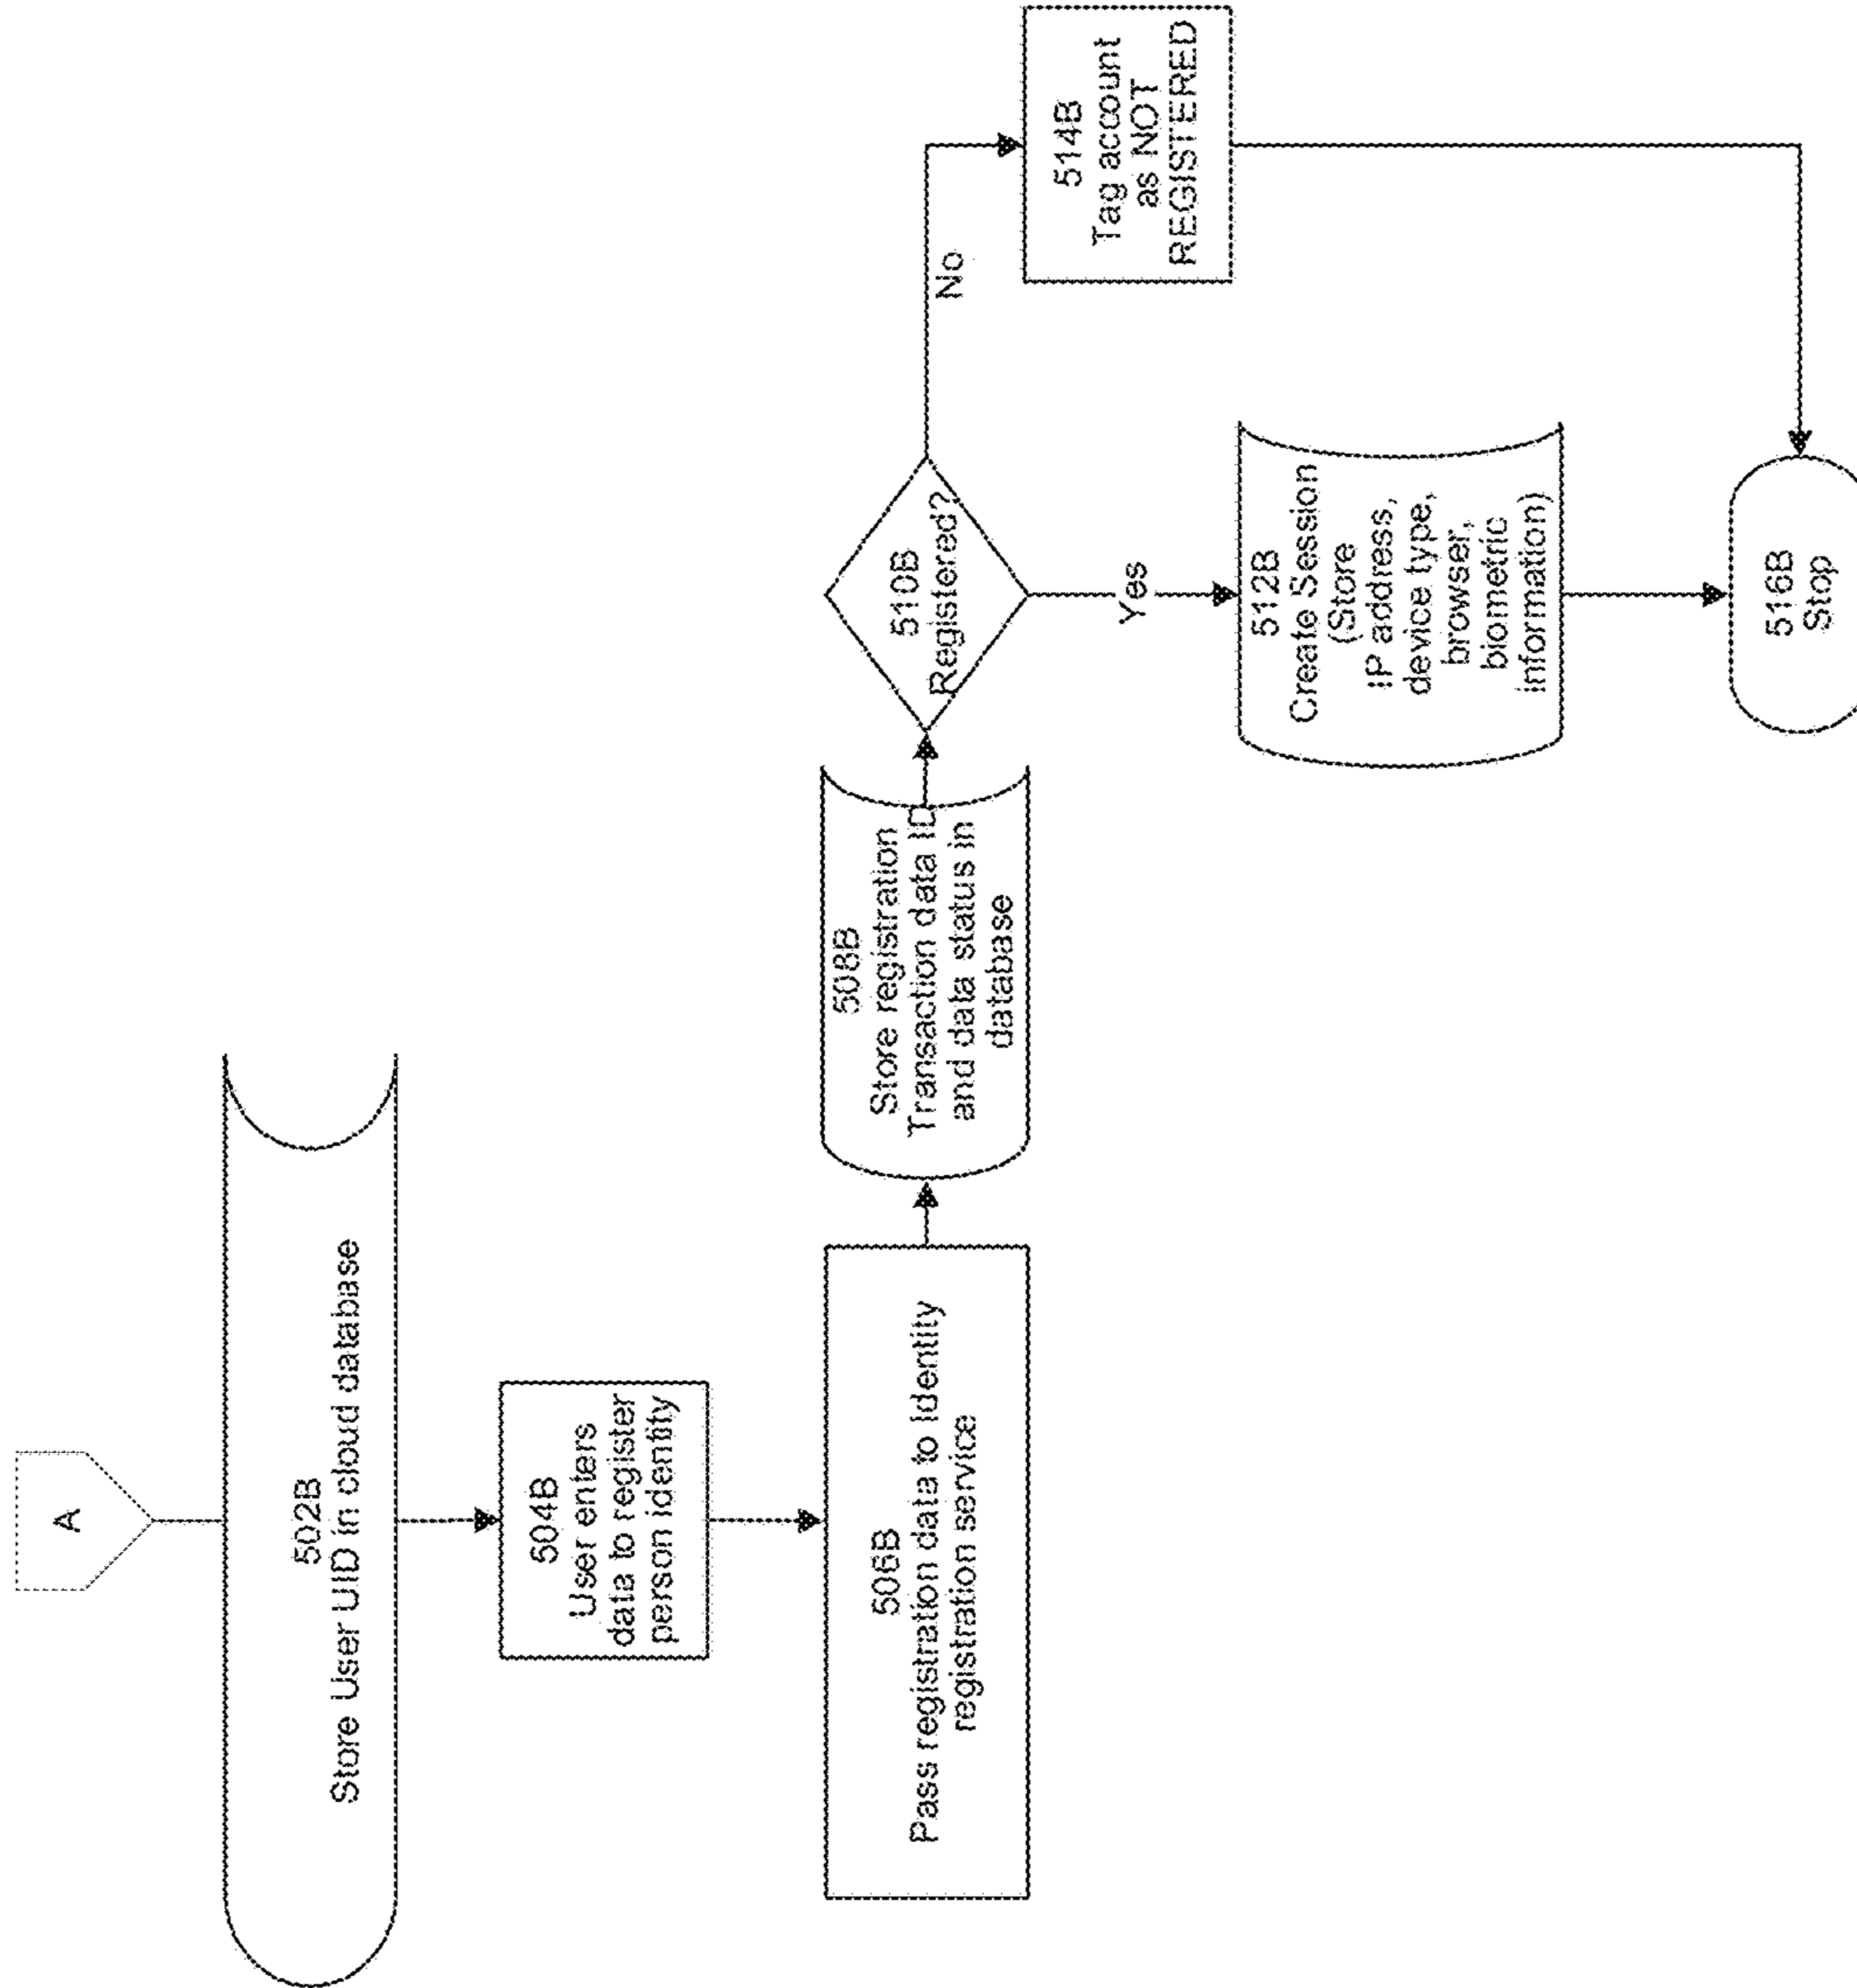 A
502B
Store User UID in cloud database
504B
User enters
data to register
person identity
506B
Pass registration data to Identity
registration service
508B
Store registration
Transaction data ID
and data status in
database
510B
Registered?
No
Yes
512B
Create Session
(Store
IP address,
device type,
browser,
biometric
information)
514B
Tag account
as NOT
REGISTERED
516B
Stop